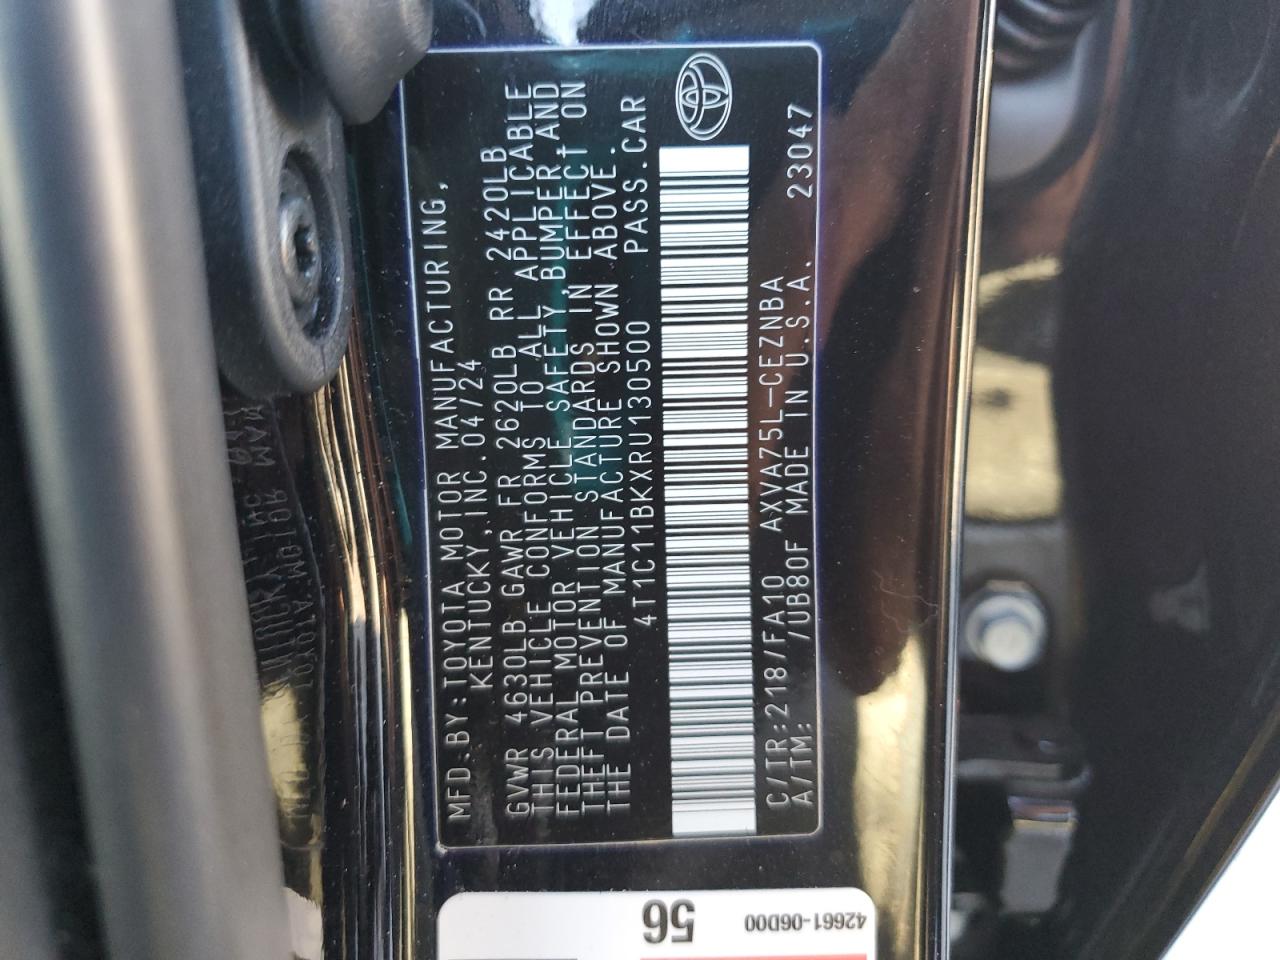 MFD.BY:TOYOTA MOTOR MANUFACTURING,
KENTUCKY,INC.04/24
GVWR 4630LB GAWR FR 2620LB RR 2420LB
THIS VEHICLE CONFORMS TO ALL APPLICABLE
FEDERAL MOTOR VEHICLE SAFETY,BUMPER,AND
THEFT PREVENTION STANDARDS IN EFFECT ON
THE DATE OF MANUFACTURE SHOWN ABOVE.
4T1C11BKXRU130500 PASS.CAR
C/TR:218/FA10 AXVA75L-CEZNBA
A/TM: /UB80F MADE IN U.S.A. 23047
56
42661-06D00